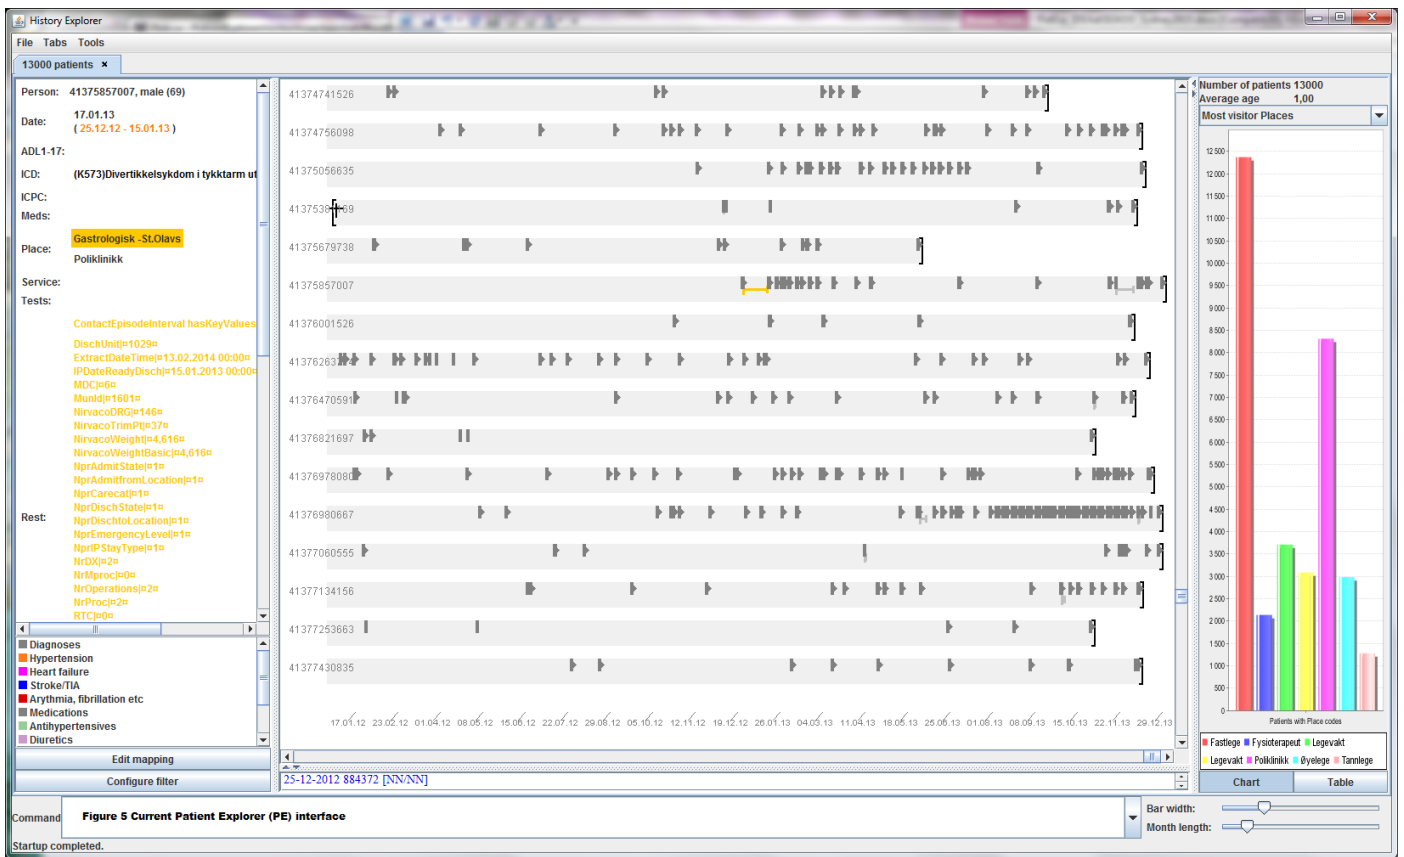 History Explorer
File Tabs Tools
13000 patients ×
Person: 41375857007, male (69)
Date: 17.01.13
( 25.12.12 - 15.01.13 )
ADL1-17:
ICD: (K573)Divertikkelsykdom i tykktarm ut
ICPC:
Meds:
Place: Gastrologisk -St.Olavs
Poliklinikk
Service:
Tests:
ContactEpisodeInterval hasKeyValues
DischUnit|¤1029¤
ExtractDateTime|¤13.02.2014 00:00¤
IPDateReadyDisch|¤15.01.2013 00:00¤
MDC|¤6¤
MunId|¤1601¤
NirvacoDRG|¤146¤
NirvacoTrimPt|¤37¤
NirvacoWeight|¤4,616¤
NirvacoWeightBasic|¤4,616¤
NprAdmitState|¤1¤
NprAdmitfromLocation|¤1¤
NprCarecat|¤1¤
NprDischState|¤1¤
Rest: NprDischtoLocation|¤1¤
NprEmergencyLevel|¤1¤
NprIPStayType|¤1¤
NrDX|¤2¤
NrMproc|¤0¤
NrOperations|¤2¤
NrProc|¤2¤
RTC|¤0¤
Diagnoses
Hypertension
Heart failure
Stroke/TIA
Arythmia, fibrillation etc
Medications
Antihypertensives
Diuretics
Edit mapping
Configure filter
41374741526
41374756098
41375056635
41375679738
41375857007
41376001526
41376470591
41376821697
41376978080
41376980667
41377060555
41377134156
41377253663
41377430835
17.01.12 23.02.12 01.04.12 08.05.12 15.06.12 22.07.12 29.08.12 05.10.12 12.11.12 19.12.12 26.01.13 04.03.13 11.04.13 18.05.13 25.06.13 01.08.13 08.09.13 15.10.13 22.11.13 29.12.13
25-12-2012 884372 [NN/NN]
Number of patients 13000
Average age 1,00
Most visitor Places
12 500
12 000
11 500
11 000
10 500
10 000
9 500
9 000
8 500
8 000
7 500
7 000
6 500
6 000
5 500
5 000
4 500
4 000
3 500
3 000
2 500
2 000
1 500
1 000
500
0
Patients with Place codes
Fastlege Fysioterapeut Legevakt
Legevakt Poliklinikk Øyelege Tannlege
Chart Table
Command Figure 5 Current Patient Explorer (PE) interface
Bar width:
Month length:
Startup completed.